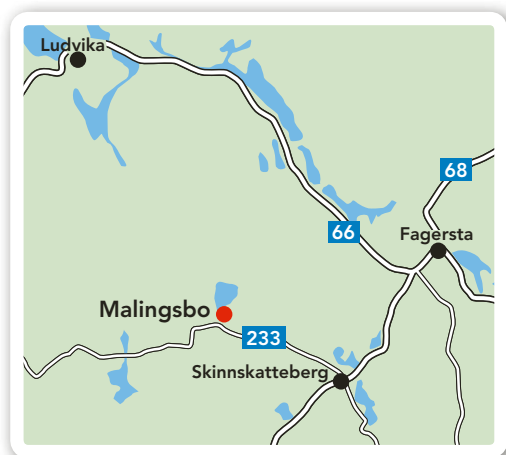 Ludvika
68
66
Fagersta
Malingsbo
233
Skinnskatteberg